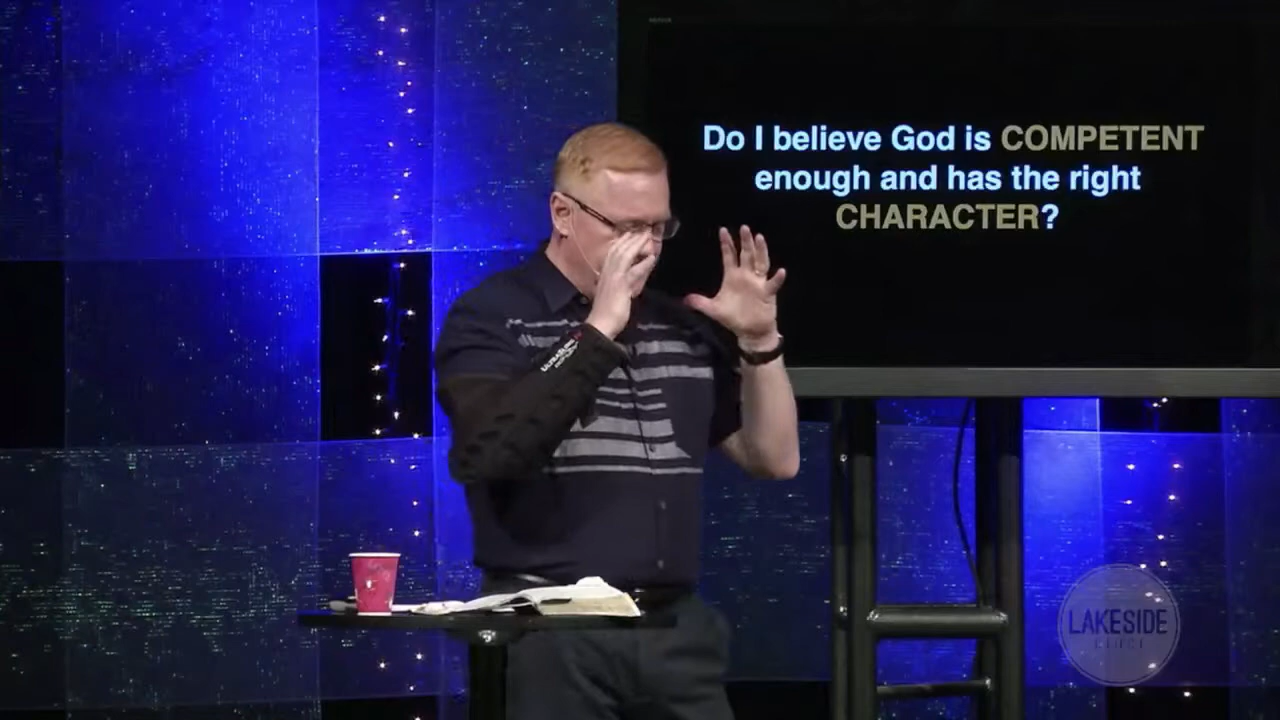 Do I believe God is COMPETENT
enough and has the right
CHARACTER?
LAKESIDE